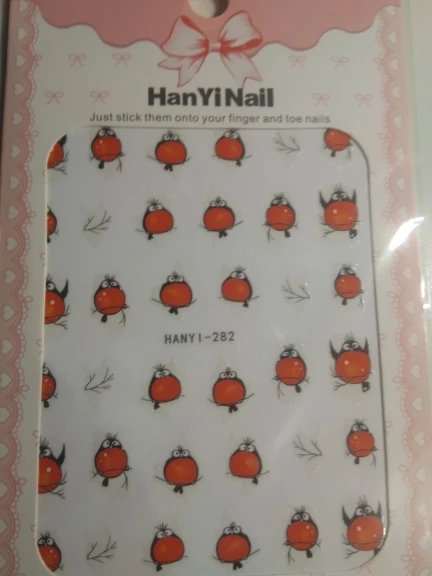 HanYiNail
Just stick them onto your finger and toe nails
HANYI-282